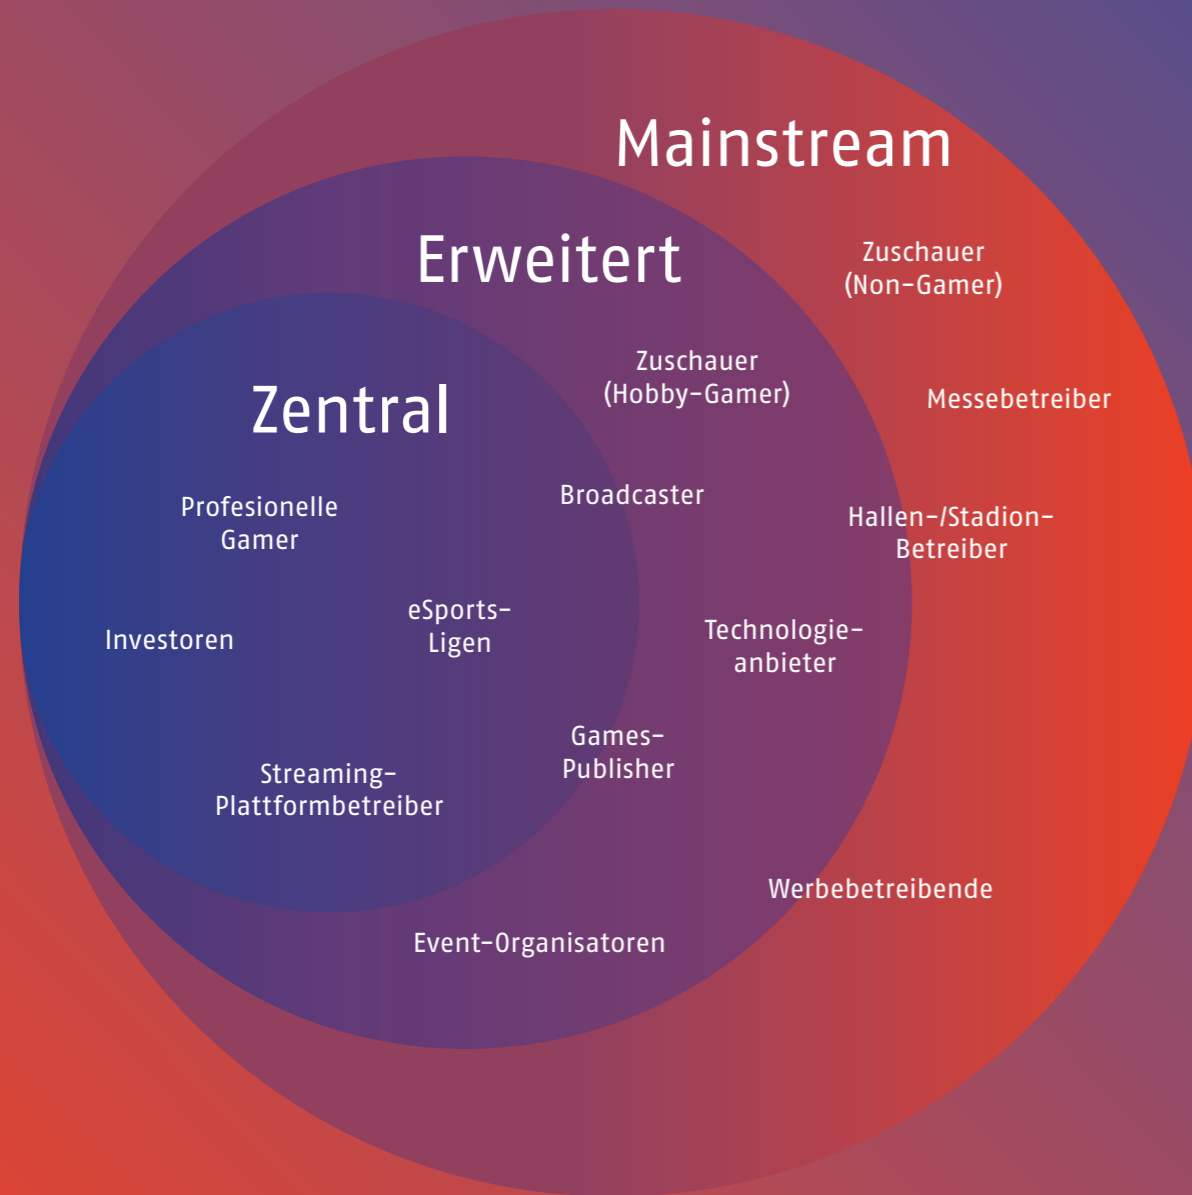 Mainstream
Erweitert
Zuschauer
(Non-Gamer)
Zuschauer
(Hobby-Gamer)
Zentral
Messebetreiber
Profesionelle
Gamer
Broadcaster
Hallen-/Stadion-
Betreiber
Investoren
eSports-
Ligen
Technologie-
anbieter
Games-
Publisher
Streaming-
Plattformbetreiber
Werbebetreibende
Event-Organisatoren